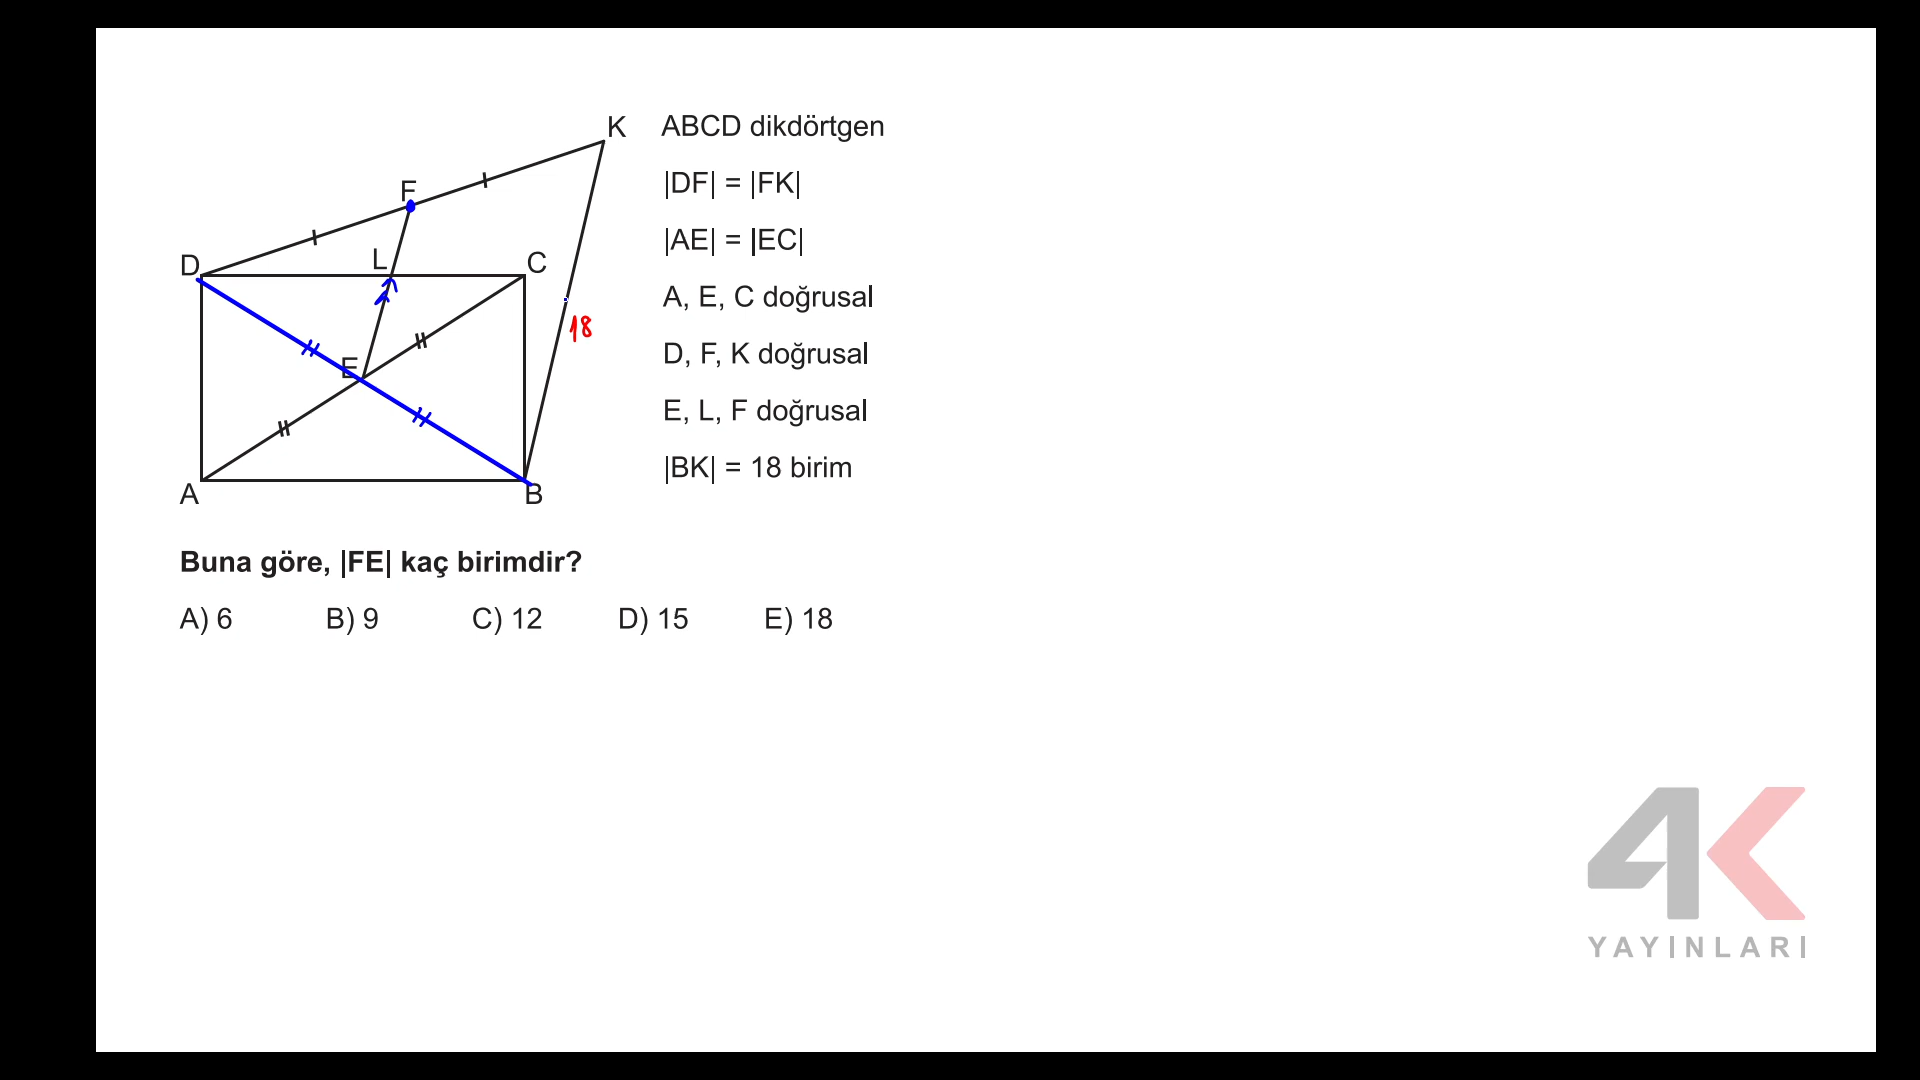 K
F
D
L
C
E
A
B
18
ABCD dikdörtgen
|DF| = |FK|
|AE| = |EC|
A, E, C doğrusal
D, F, K doğrusal
E, L, F doğrusal
|BK| = 18 birim
Buna göre, |FE| kaç birimdir?
A) 6 B) 9 C) 12 D) 15 E) 18
4K
YAYINLARI